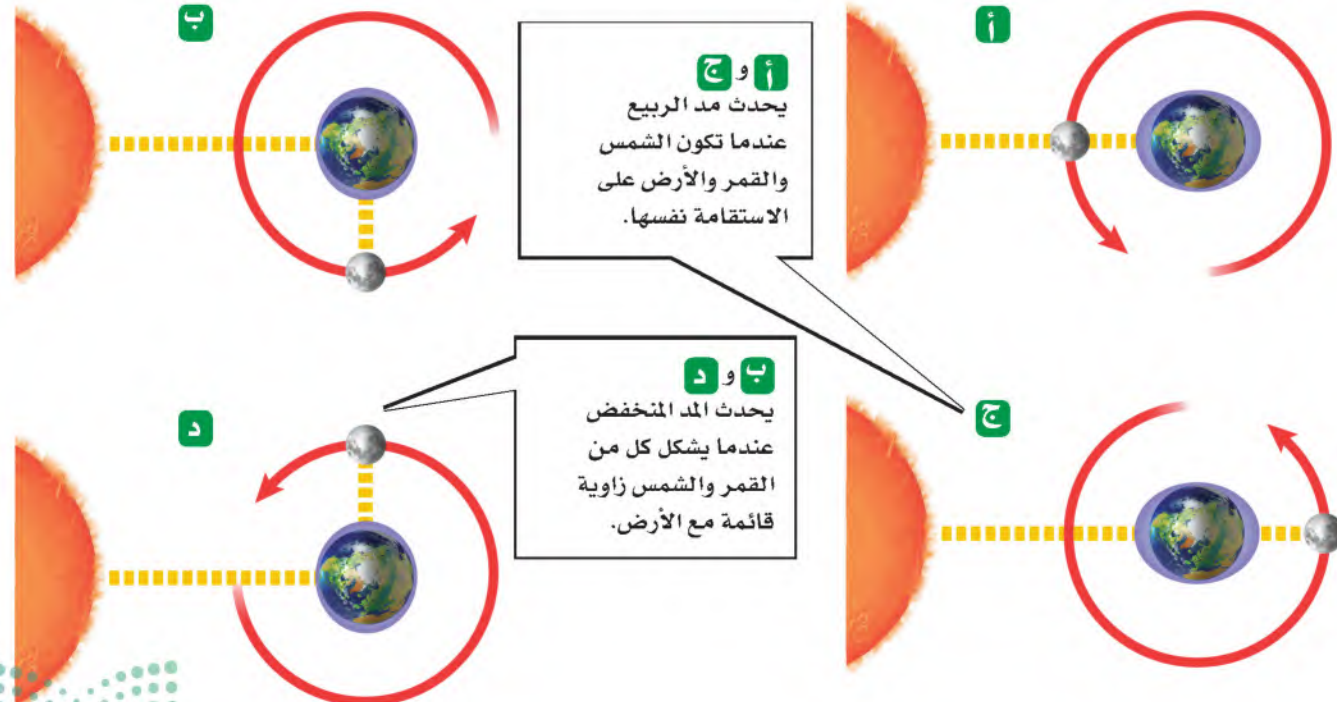 أ
ب
أ و ج
يحدث مد الربيع
عندما تكون الشمس
والقمر والأرض على
الاستقامة نفسها.
ج
د
ب و د
يحدث المد المنخفض
عندما يشكل كل من
القمر والشمس زاوية
قائمة مع الأرض.